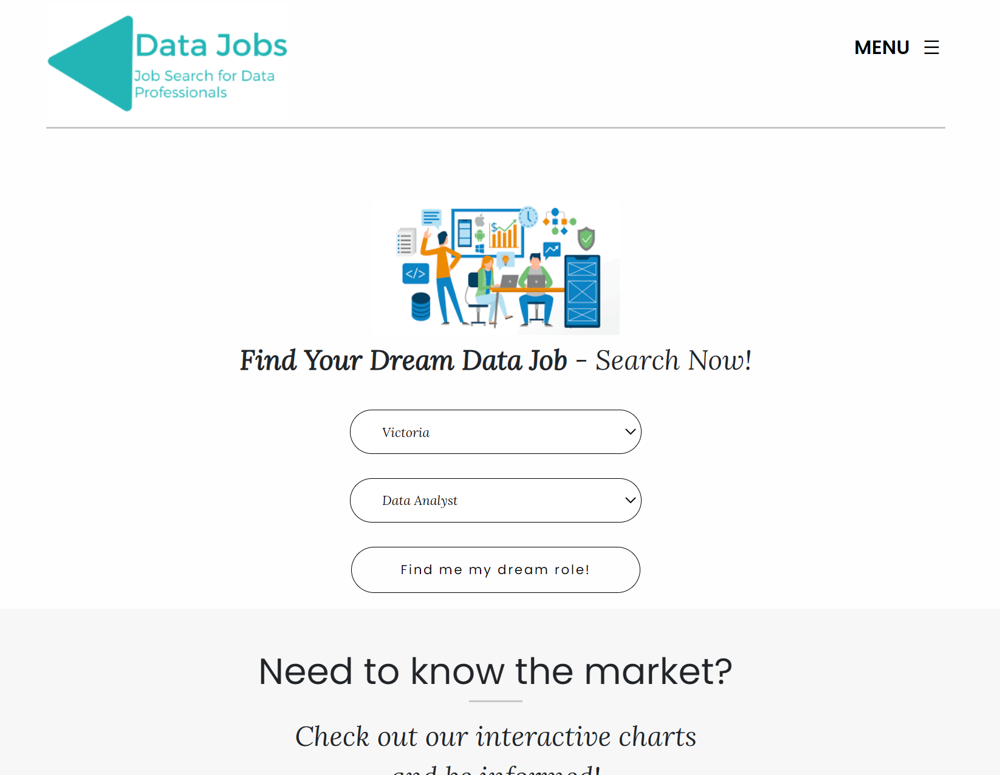 Data Jobs
Job Search for Data
Professionals
MENU
$
</>
Find Your Dream Data Job - Search Now!
Victoria
Data Analyst
Find me my dream role!
Need to know the market?
Check out our interactive charts
and be informed!